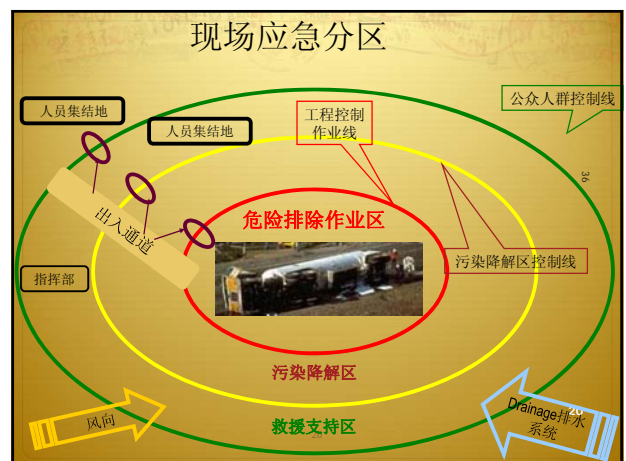 现场应急分区
公众人群控制线
人员集结地
人员集结地
工程控制
作业线
36
出入通道
危险排除作业区
指挥部
污染降解区控制线
污染降解区
风向
救援支持区
26
Drainage排水
系统
26